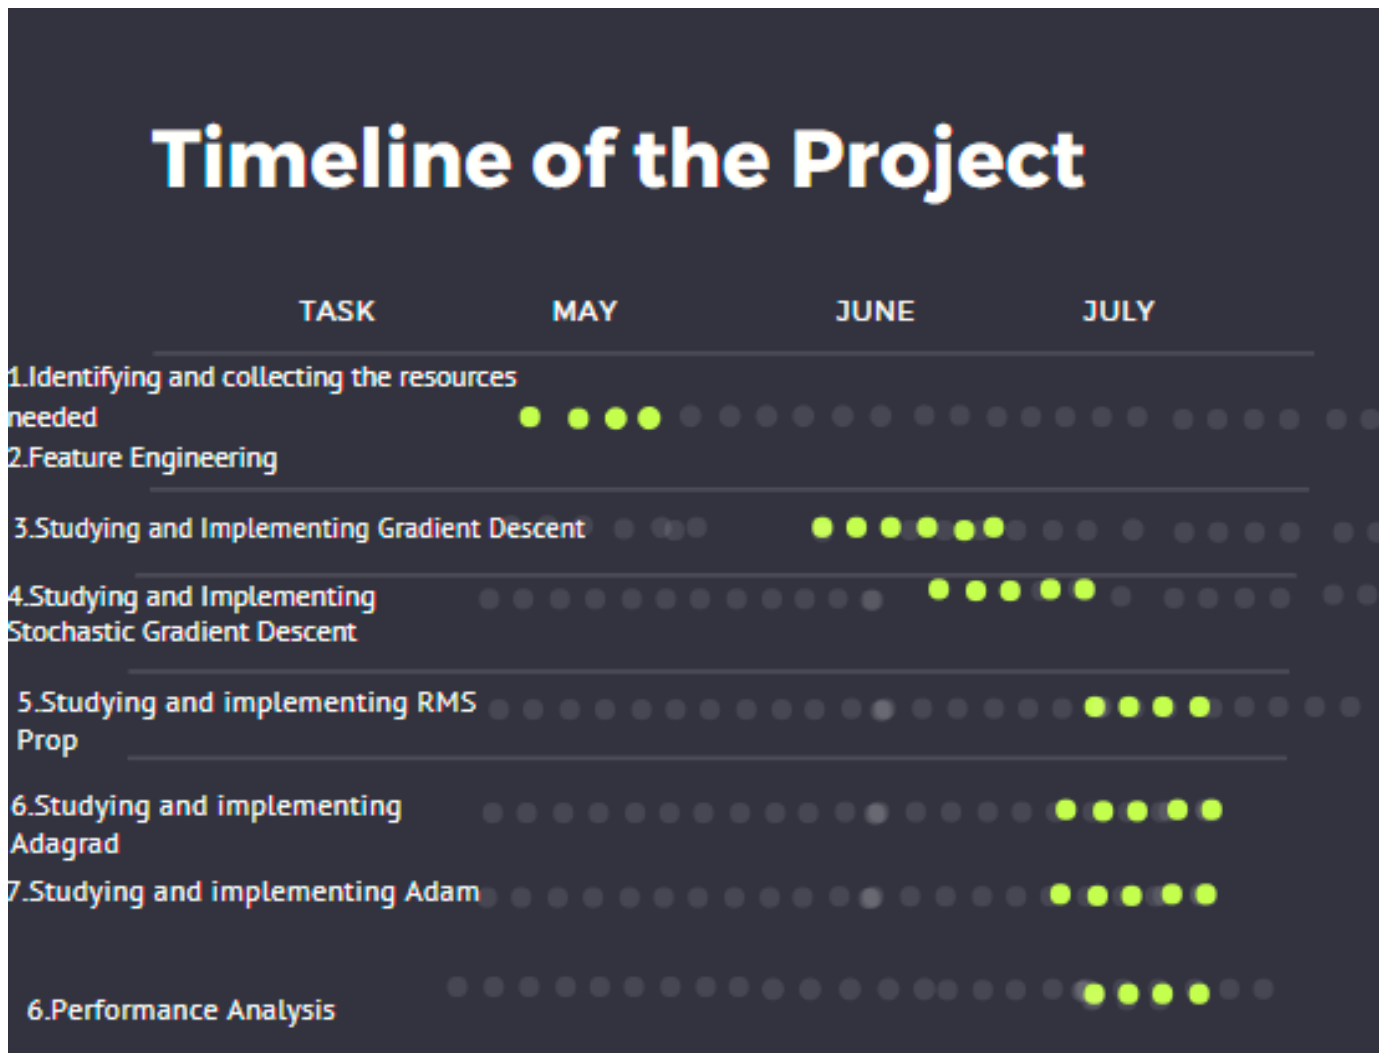 Timeline of the Project
TASK MAY JUNE JULY
1.Identifying and collecting the resources
needed
2.Feature Engineering
3.Studying and Implementing Gradient Descent
4.Studying and Implementing
Stochastic Gradient Descent
5.Studying and implementing RMS
Prop
6.Studying and implementing
Adagrad
7.Studying and implementing Adam
6.Performance Analysis